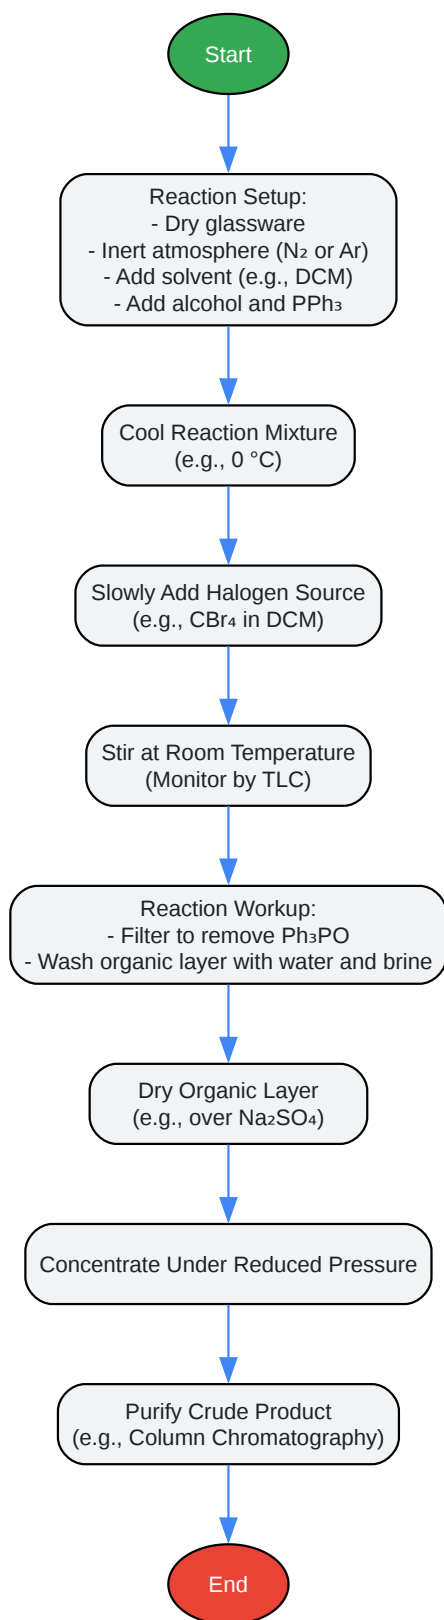 Start
Reaction Setup:
- Dry glassware
- Inert atmosphere (N₂ or Ar)
- Add solvent (e.g., DCM)
- Add alcohol and PPh₃
Cool Reaction Mixture
(e.g., 0 °C)
Slowly Add Halogen Source
(e.g., CBr₄ in DCM)
Stir at Room Temperature
(Monitor by TLC)
Reaction Workup:
- Filter to remove Ph₃PO
- Wash organic layer with water and brine
Dry Organic Layer
(e.g., over Na₂SO₄)
Concentrate Under Reduced Pressure
Purify Crude Product
(e.g., Column Chromatography)
End